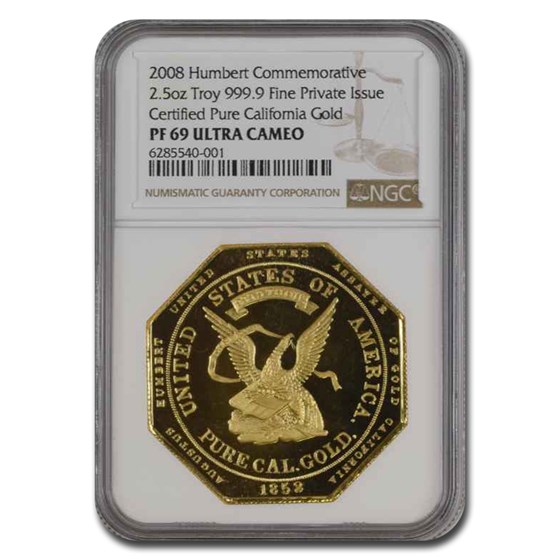 2008 Humbert Commemorative
2.5oz Troy 999.9 Fine Private Issue
Certified Pure California Gold
PF 69 ULTRA CAMEO
6285540-001
NUMISMATIC GUARANTY CORPORATION
NGC
AUGUSTUS HUMBERT UNITED STATES ASSAYER OF GOLD CALIFORNIA
UNITED STATES OF AMERICA.
PURE CAL.GOLD.
1852